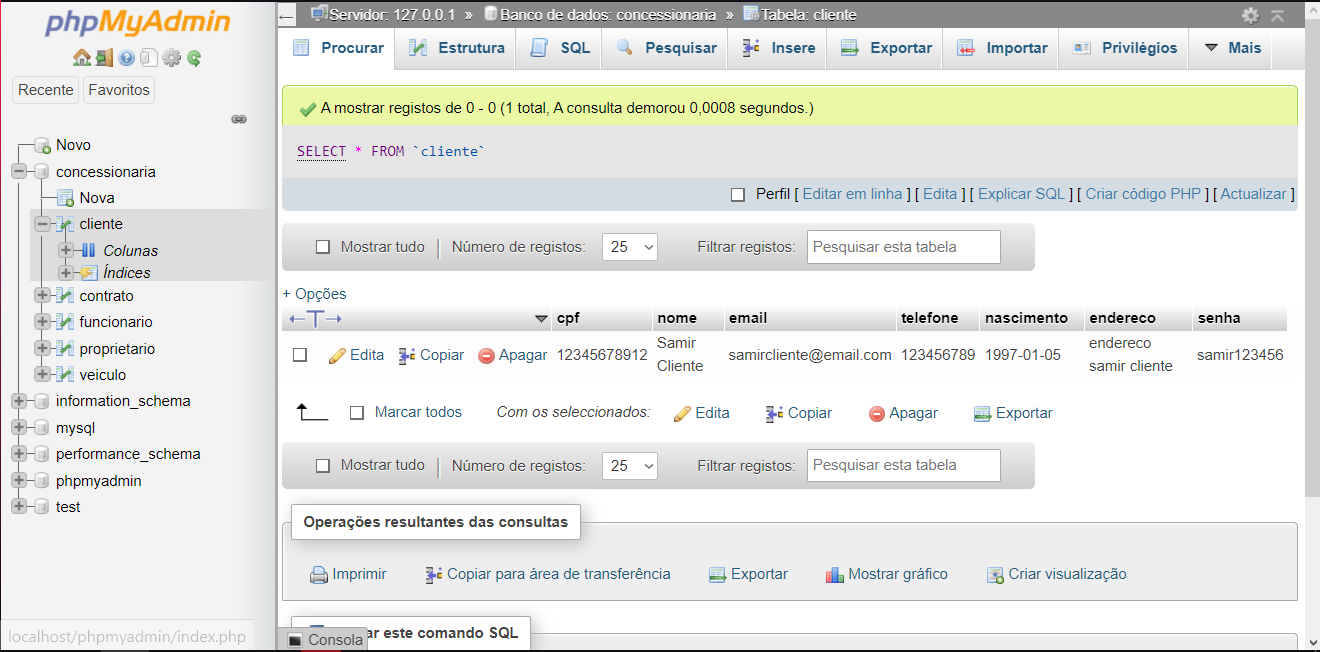 phpMyAdmin
Recente Favoritos
Novo
concessionaria
Nova
cliente
Colunas
Índices
contrato
funcionario
proprietario
veiculo
information_schema
mysql
performance_schema
phpmyadmin
test
localhost/phpmyadmin/index.php
Servidor: 127.0.0.1 » Banco de dados: concessionaria » Tabela: cliente
Procurar Estrutura SQL Pesquisar Insere Exportar Importar Privilégios Mais
A mostrar registos de 0 - 0 (1 total, A consulta demorou 0,0008 segundos.)
SELECT * FROM `cliente`
Perfil [ Editar em linha ] [ Edita ] [ Explicar SQL ] [ Criar código PHP ] [ Actualizar ]
Mostrar tudo | Número de registos: 25 Filtrar registos: Pesquisar esta tabela
+ Opções
←T→ cpf nome email telefone nascimento endereco senha
Edita Copiar Apagar 12345678912 Samir Cliente samircliente@email.com 123456789 1997-01-05 endereco samir cliente samir123456
Marcar todos Com os seleccionados: Edita Copiar Apagar Exportar
Mostrar tudo | Número de registos: 25 Filtrar registos: Pesquisar esta tabela
Operações resultantes das consultas
Imprimir Copiar para área de transferência Exportar Mostrar gráfico Criar visualização
ar este comando SQL
Consola